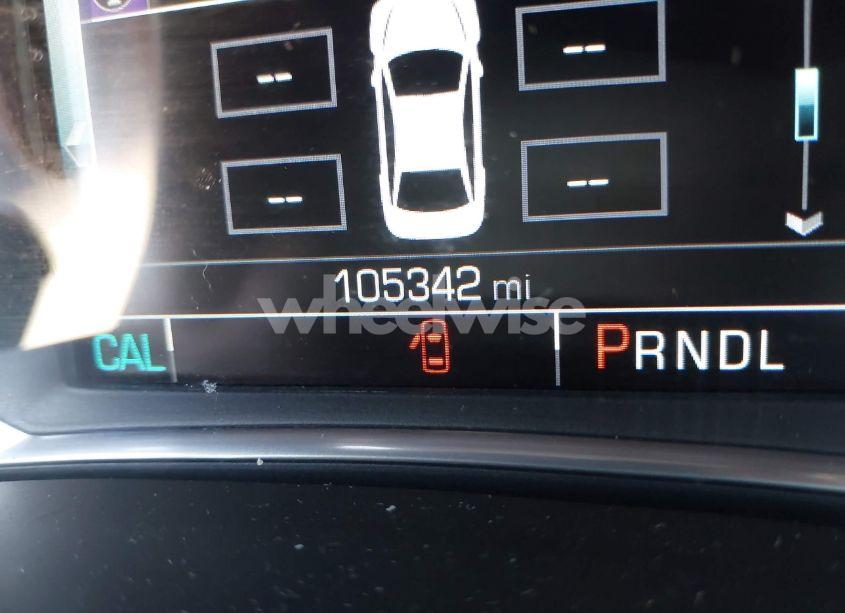 -- --
-- --
105342 mi
wheelwise
CAL PRNDL